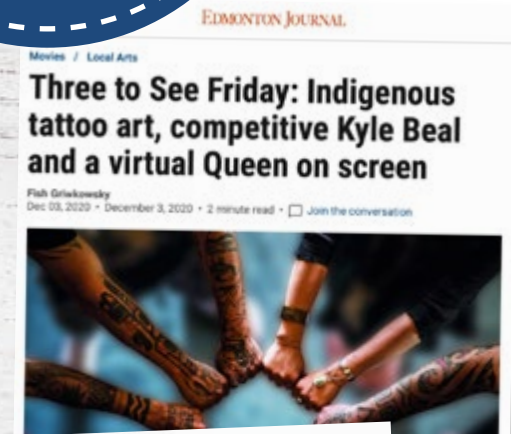 EDMONTON JOURNAL
Movies / Local Arts
Three to See Friday: Indigenous
tattoo art, competitive Kyle Beal
and a virtual Queen on screen
Fish Griwkowsky
Dec 03, 2020 • December 3, 2020 • 2 minute read • Join the conversation